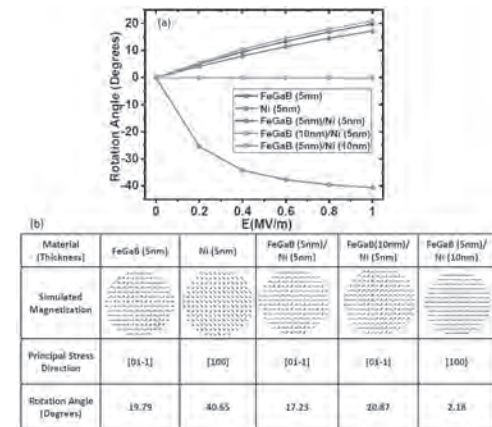 (a)
Rotation Angle (Degrees)
20
10
0
-10
-20
-30
-40
FeGaB (5nm)
Ni (5nm)
FeGaB (5nm)/Ni (5nm)
FeGaB (10nm)/Ni (5nm)
FeGaB (5nm)/Ni (10nm)
0 0.2 0.4 0.6 0.8 1
E(MV/m)
(b)
Material (Thickness) FeGaB (5nm) Ni (5nm) FeGaB (5nm)/ Ni (5nm) FeGaB(10nm)/ Ni (5nm) FeGaB (5nm)/ Ni (10nm)
Simulated Magnetization
Principal Stress Direction [01-1] [100] [01-1] [01-1] [100]
Rotation Angle (Degrees) 19.79 40.65 17.23 20.87 2.18